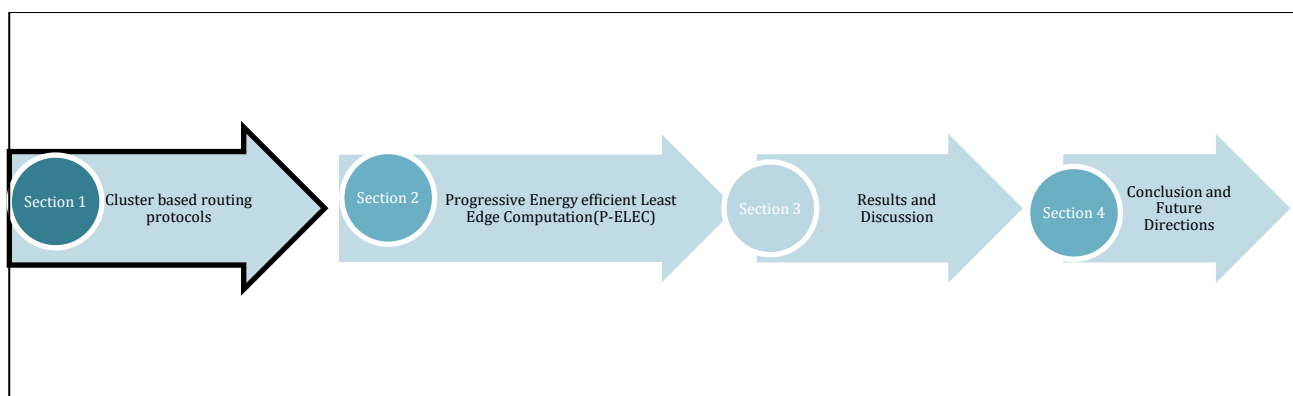 Section 1
Cluster based routing
protocols
Section 2
Progressive Energy efficient Least
Edge Computation(P-ELEC)
Section 3
Results and
Discussion
Section 4
Conclusion and
Future
Directions